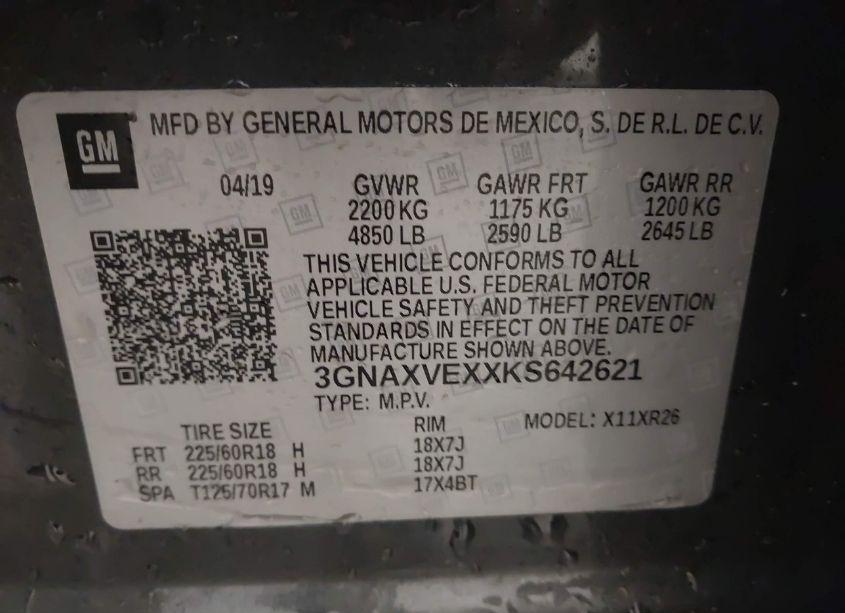 GM MFD BY GENERAL MOTORS DE MEXICO, S. DE R.L. DE C.V.
04/19 GVWR GAWR FRT GAWR RR
2200 KG 1175 KG 1200 KG
4850 LB 2590 LB 2645 LB
THIS VEHICLE CONFORMS TO ALL
APPLICABLE U.S. FEDERAL MOTOR
VEHICLE SAFETY AND THEFT PREVENTION
STANDARDS IN EFFECT ON THE DATE OF
MANUFACTURE SHOWN ABOVE.
3GNAXVEXXKS642621
TYPE: M.P.V.
TIRE SIZE RIM MODEL: X11XR26
FRT 225/60R18 H 18X7J
RR 225/60R18 H 18X7J
SPA T125/70R17 M 17X4BT